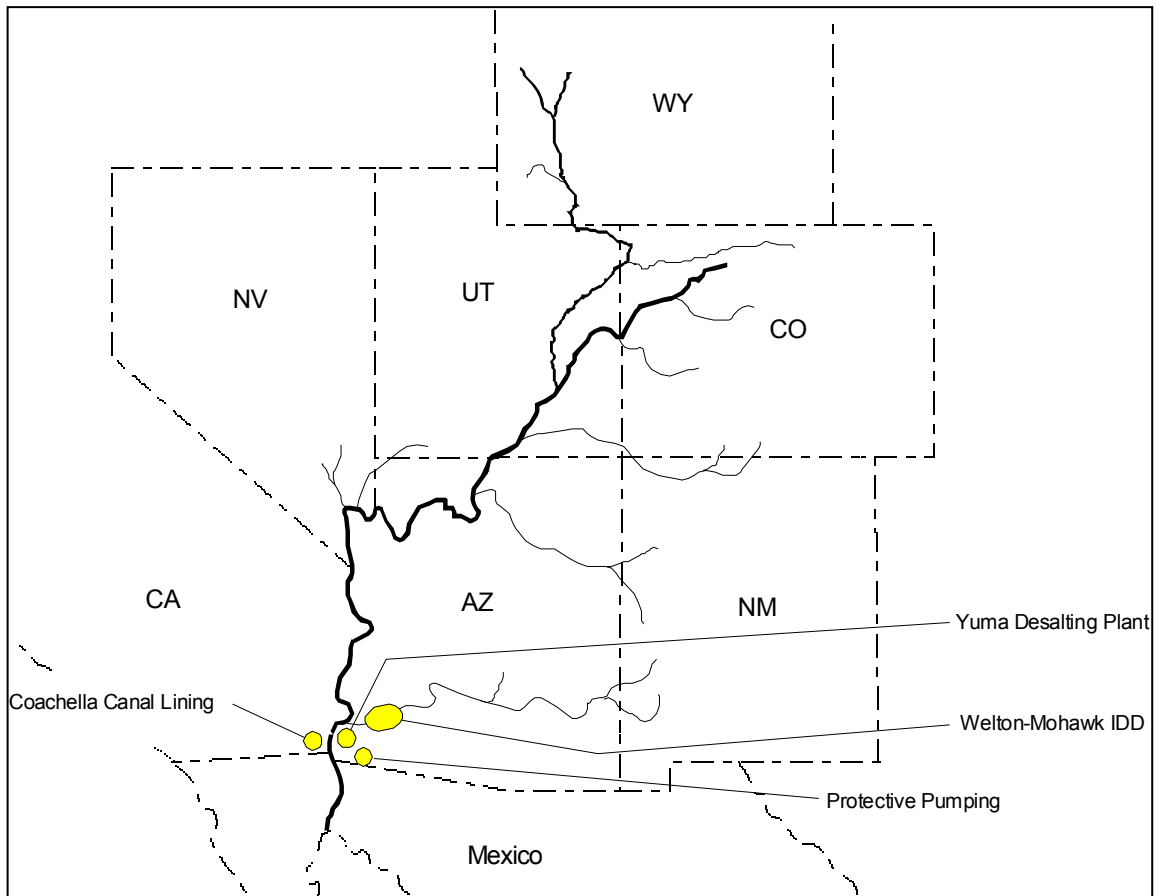 WY
NV
UT
CO
CA
AZ
NM
Yuma Desalting Plant
Coachella Canal Lining
Welton-Mohawk IDD
Protective Pumping
Mexico